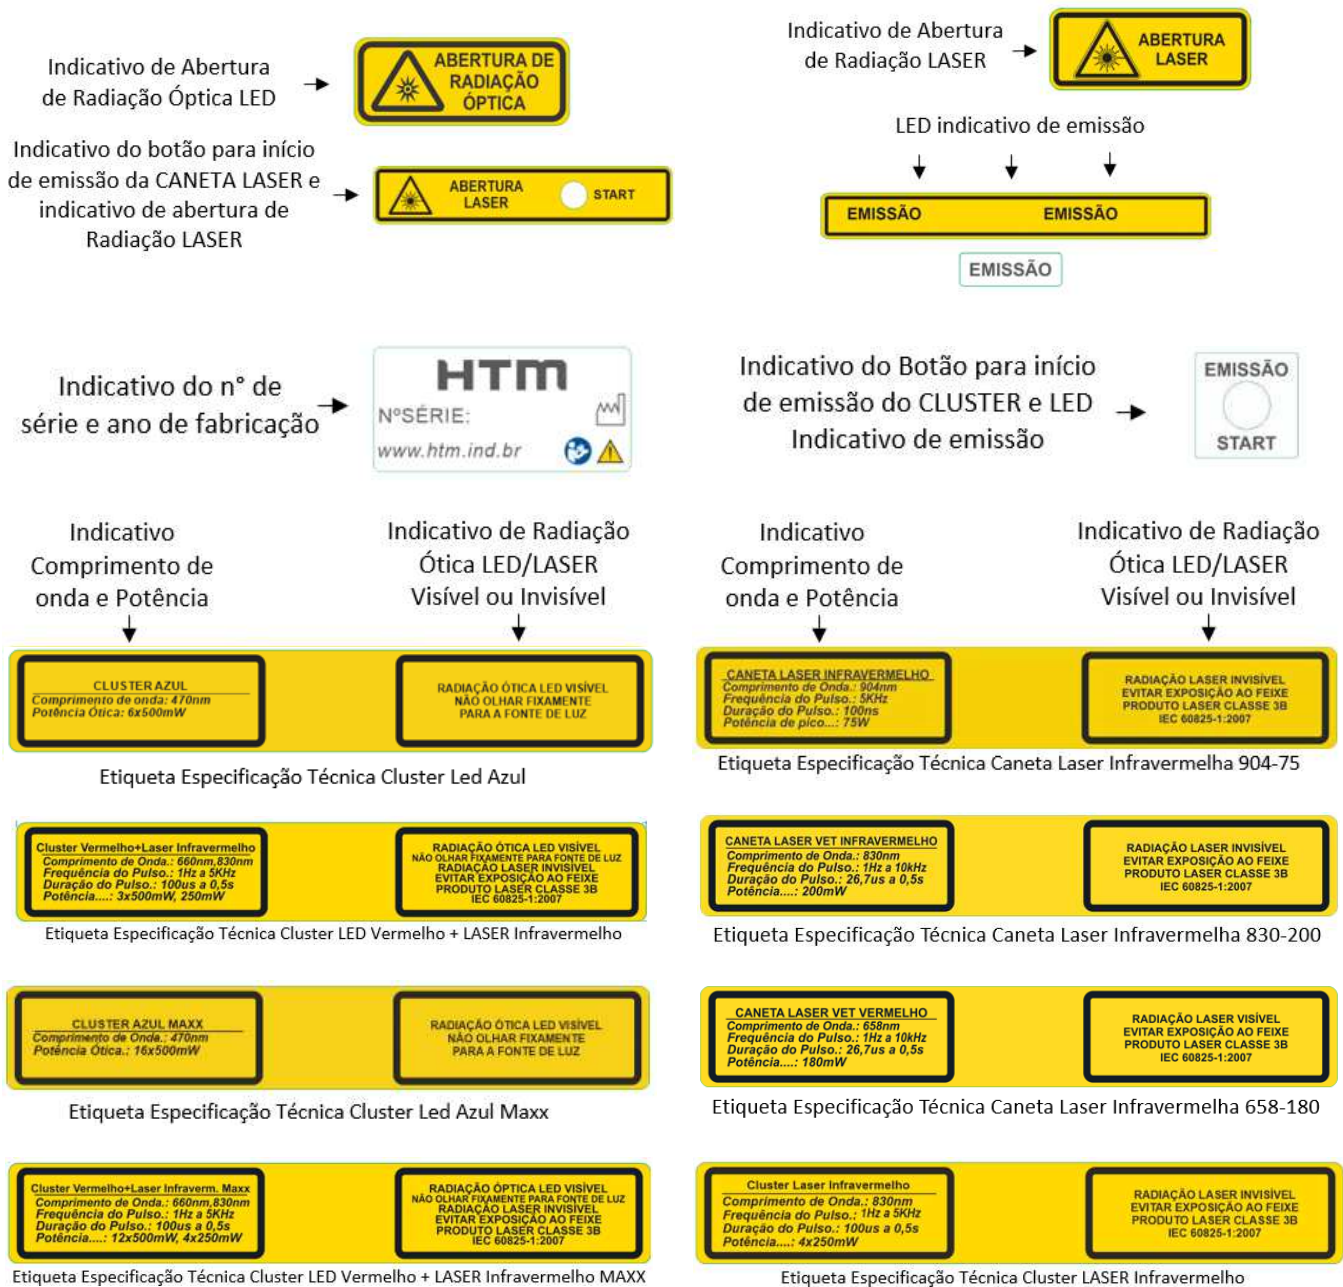 Indicativo de Abertura
de Radiação Óptica LED
ABERTURA DE
RADIAÇÃO
ÓPTICA
Indicativo de Abertura
de Radiação LASER
ABERTURA
LASER
Indicativo do botão para início
de emissão da CANETA LASER e
indicativo de abertura de
Radiação LASER
ABERTURA
LASER
START
LED indicativo de emissão
EMISSÃO EMISSÃO
EMISSÃO
Indicativo do n° de
série e ano de fabricação
HTM
NºSÉRIE:
www.htm.ind.br
Indicativo do Botão para início
de emissão do CLUSTER e LED
Indicativo de emissão
EMISSÃO
START
Indicativo
Comprimento de
onda e Potência
Indicativo de Radiação
Ótica LED/LASER
Visível ou Invisível
CLUSTER AZUL
Comprimento de onda: 470nm
Potência Ótica: 6x500mW
RADIAÇÃO ÓTICA LED VISÍVEL
NÃO OLHAR FIXAMENTE
PARA A FONTE DE LUZ
Etiqueta Especificação Técnica Cluster Led Azul
Cluster Vermelho+Laser Infravermelho
Comprimento de Onda.: 660nm,830nm
Frequência do Pulso.: 1Hz a 5KHz
Duração do Pulso.: 100us a 0,5s
Potência....: 3x500mW, 250mW
RADIAÇÃO ÓTICA LED VISÍVEL
NÃO OLHAR FIXAMENTE PARA FONTE DE LUZ
RADIAÇÃO LASER INVISÍVEL
EVITAR EXPOSIÇÃO AO FEIXE
PRODUTO LASER CLASSE 3B
IEC 60825-1:2007
Etiqueta Especificação Técnica Cluster LED Vermelho + LASER Infravermelho
CLUSTER AZUL MAXX
Comprimento de Onda.: 470nm
Potência Ótica.: 16x500mW
RADIAÇÃO ÓTICA LED VISÍVEL
NÃO OLHAR FIXAMENTE
PARA A FONTE DE LUZ
Etiqueta Especificação Técnica Cluster Led Azul Maxx
Cluster Vermelho+Laser Infraverm. Maxx
Comprimento de Onda.: 660nm,830nm
Frequência do Pulso.: 1Hz a 5KHz
Duração do Pulso.: 100us a 0,5s
Potência....: 12x500mW, 4x250mW
RADIAÇÃO ÓPTICA LED VISÍVEL
NÃO OLHAR FIXAMENTE PARA FONTE DE LUZ
RADIAÇÃO LASER INVISÍVEL
EVITAR EXPOSIÇÃO AO FEIXE
PRODUTO LASER CLASSE 3B
IEC 60825-1:2007
Etiqueta Especificação Técnica Cluster LED Vermelho + LASER Infravermelho MAXX
Indicativo
Comprimento de
onda e Potência
Indicativo de Radiação
Ótica LED/LASER
Visível ou Invisível
CANETA LASER INFRAVERMELHO
Comprimento de Onda.: 904nm
Frequência do Pulso.: 5KHz
Duração do Pulso.: 100ns
Potência de pico...: 75W
RADIAÇÃO LASER INVISÍVEL
EVITAR EXPOSIÇÃO AO FEIXE
PRODUTO LASER CLASSE 3B
IEC 60825-1:2007
Etiqueta Especificação Técnica Caneta Laser Infravermelha 904-75
CANETA LASER VET INFRAVERMELHO
Comprimento de Onda.: 830nm
Frequência do Pulso.: 1Hz a 10kHz
Duração do Pulso.: 26,7us a 0,5s
Potência....: 200mW
RADIAÇÃO LASER INVISÍVEL
EVITAR EXPOSIÇÃO AO FEIXE
PRODUTO LASER CLASSE 3B
IEC 60825-1:2007
Etiqueta Especificação Técnica Caneta Laser Infravermelha 830-200
CANETA LASER VET VERMELHO
Comprimento de Onda.: 658nm
Frequência do Pulso.: 1Hz a 10kHz
Duração do Pulso.: 26,7us a 0,5s
Potência....: 180mW
RADIAÇÃO LASER VISÍVEL
EVITAR EXPOSIÇÃO AO FEIXE
PRODUTO LASER CLASSE 3B
IEC 60825-1:2007
Etiqueta Especificação Técnica Caneta Laser Infravermelha 658-180
Cluster Laser Infravermelho
Comprimento de Onda.: 830nm
Frequência do Pulso.: 1Hz a 5KHz
Duração do Pulso.: 100us a 0,5s
Potência....: 4x250mW
RADIAÇÃO LASER INVISÍVEL
EVITAR EXPOSIÇÃO AO FEIXE
PRODUTO LASER CLASSE 3B
IEC 60825-1:2007
Etiqueta Especificação Técnica Cluster LASER Infravermelho